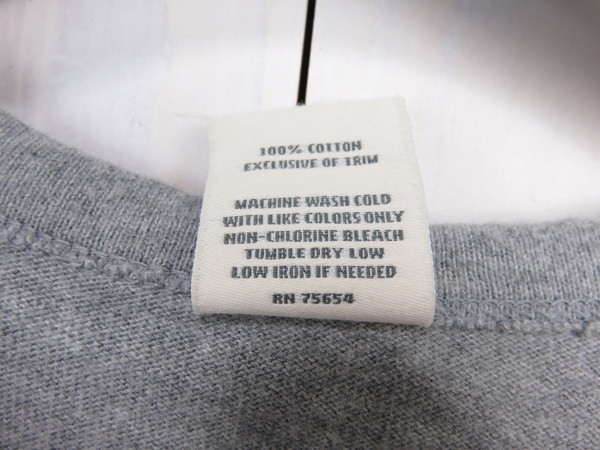 100% COTTON
EXCLUSIVE OF TRIM
MACHINE WASH COLD
WITH LIKE COLORS ONLY
NON-CHLORINE BLEACH
TUMBLE DRY LOW
LOW IRON IF NEEDED
RN 75654